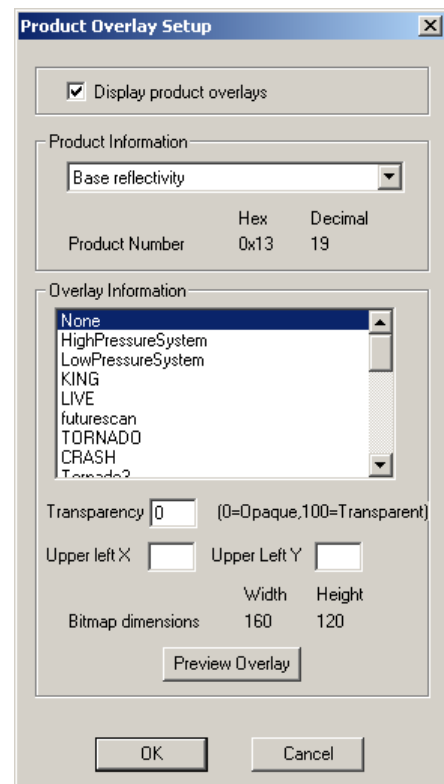 Product Overlay Setup
Display product overlays
Product Information
Base reflectivity
Hex Decimal
Product Number 0x13 19
Overlay Information
None
HighPressureSystem
LowPressureSystem
KING
LIVE
futurescan
TORNADO
CRASH
Tornado2
Transparency 0 (0=Opaque,100=Transparent)
Upper left X Upper Left Y
Width Height
Bitmap dimensions 160 120
Preview Overlay
OK Cancel